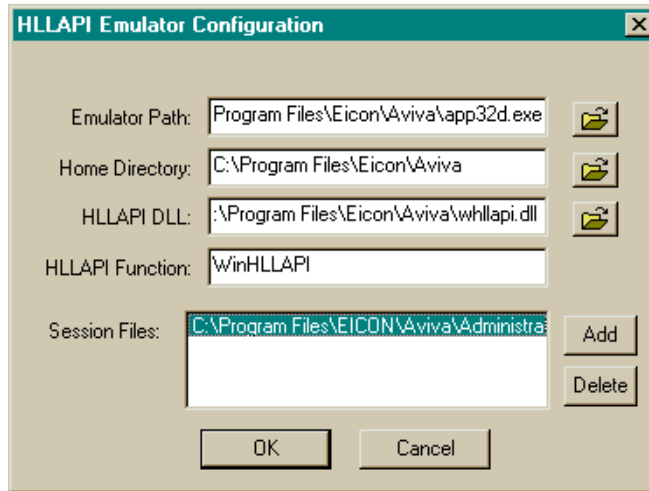 HLLAPI Emulator Configuration
Emulator Path: Program Files\Eicon\Aviva\app32d.exe
Home Directory: C:\Program Files\Eicon\Aviva
HLLAPI DLL: :\Program Files\Eicon\Aviva\whllapi.dll
HLLAPI Function: WinHLLAPI
Session Files: C:\Program Files\EICON\Aviva\Administra
Add
Delete
OK Cancel